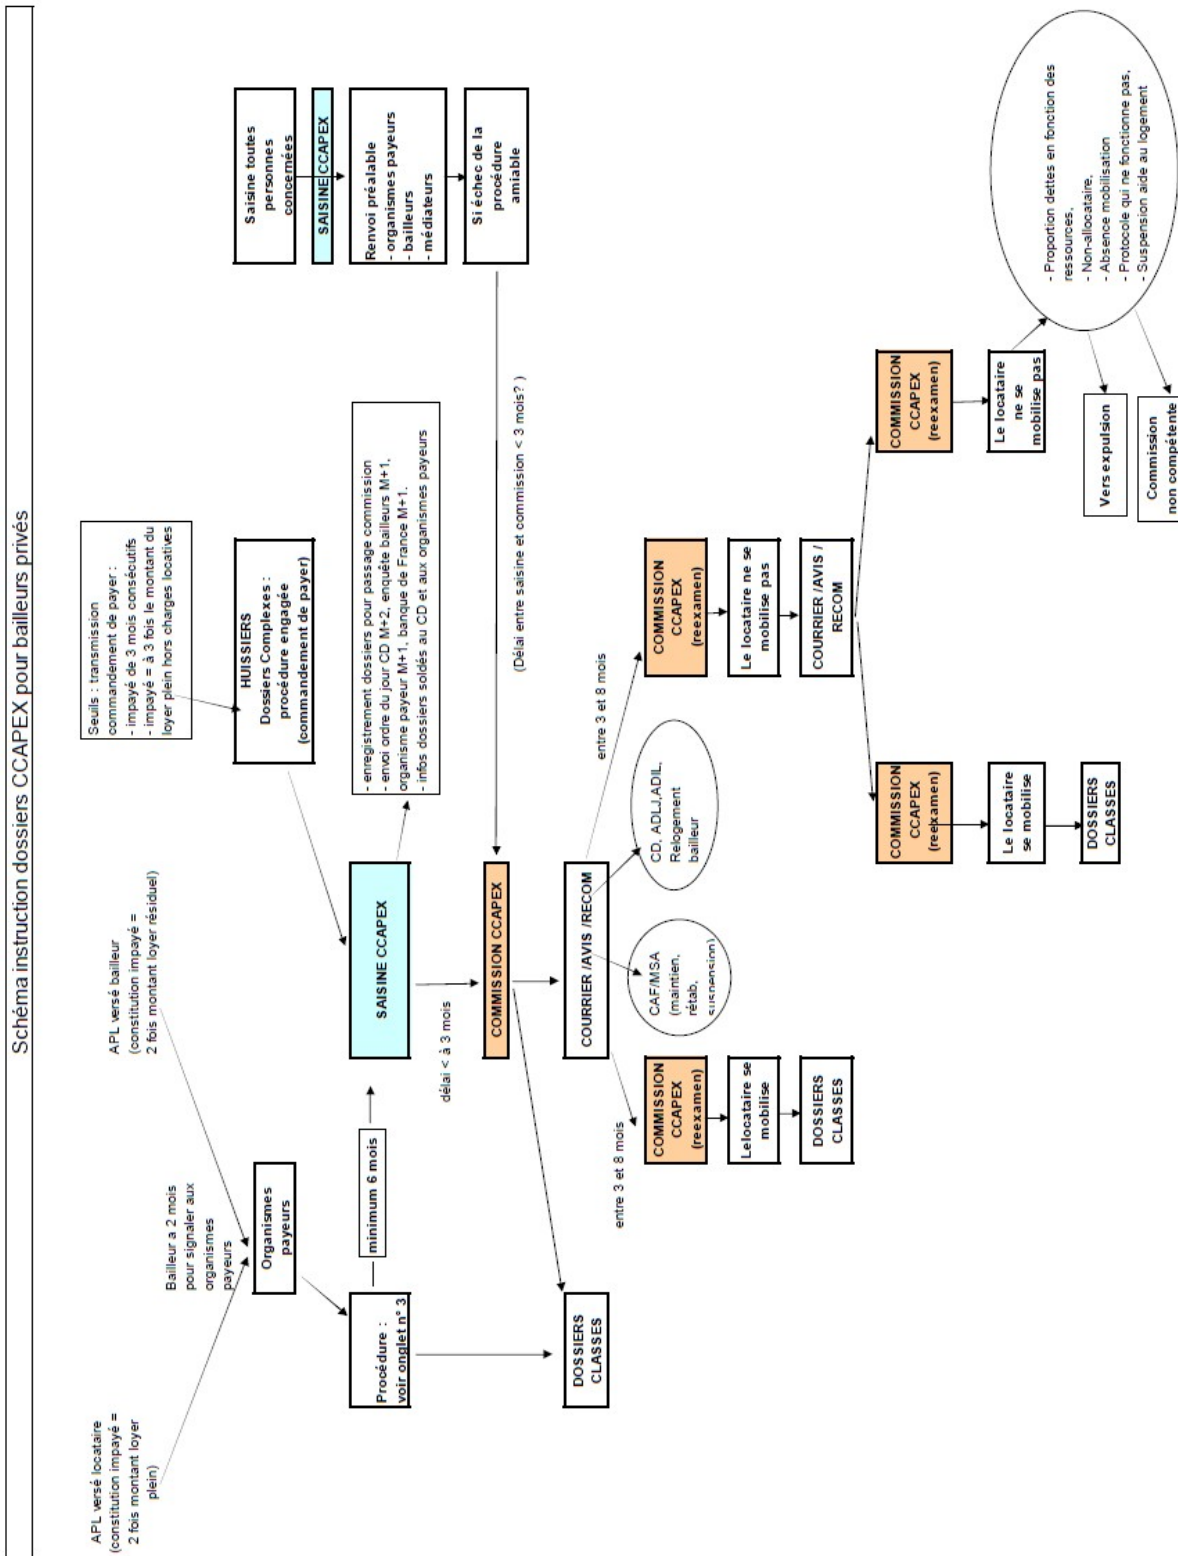 Schéma instruction dossiers CCAPEX pour bailleurs privés
APL versé locataire
(constitution impayé =
2 fois montant loyer
plein)
Bailleur a 2 mois
pour signaler aux
organismes
payeurs
APL versé bailleur
(constitution impayé =
2 fois montant loyer résiduel)
Seuils : transmission
commandement de payer :
- impayé de 3 mois consécutifs
- impayé = à 3 fois le montant du
loyer plein hors charges locatives
Organismes
payeurs
HUISSIERS
Dossiers Complexes :
procédure engagée
(commandement de payer)
Saisine toutes
personnes
concernées
SAISINE CCAPEX
Renvoi préalable
- organismes payeurs
- bailleurs
- médiateurs
Si échec de la
procédure
amiable
Procédure :
voir onglet n° 3
minimum 6 mois
SAISINE CCAPEX
- enregistrement dossiers pour passage commission
- envoi ordre du jour CD M+2, enquête bailleurs M+1,
organisme payeur M+1, banque de France M+1.
- infos dossiers soldés au CD et aux organismes payeurs
délai < à 3 mois
(Délai entre saisine et commission < 3 mois? )
COMMISSION CCAPEX
DOSSIERS
CLASSES
COURRIER /AVIS /RECOM
entre 3 et 8 mois
CAF/MSA
(maintien,
rétab,
suspension)
CD, ADLJ,ADIL,
Relogement
bailleur
entre 3 et 8 mois
COMMISSION
CCAPEX
(reexamen)
Lelocataire se
mobilise
DOSSIERS
CLASSES
COMMISSION
CCAPEX
(reexamen)
Le locataire ne se
mobilise pas
COURRIER /AVIS /
RECOM
COMMISSION
CCAPEX
(reexamen)
Le locataire
se mobilise
DOSSIERS
CLASSES
COMMISSION
CCAPEX
(reexamen)
Le locataire
ne se
mobilise pas
- Proportion dettes en fonction des
ressources,
- Non-allocataire,
- Absence mobilisation
- Protocole qui ne fonctionne pas,
- Suspension aide au logement
Vers expulsion
Commission
non compétente